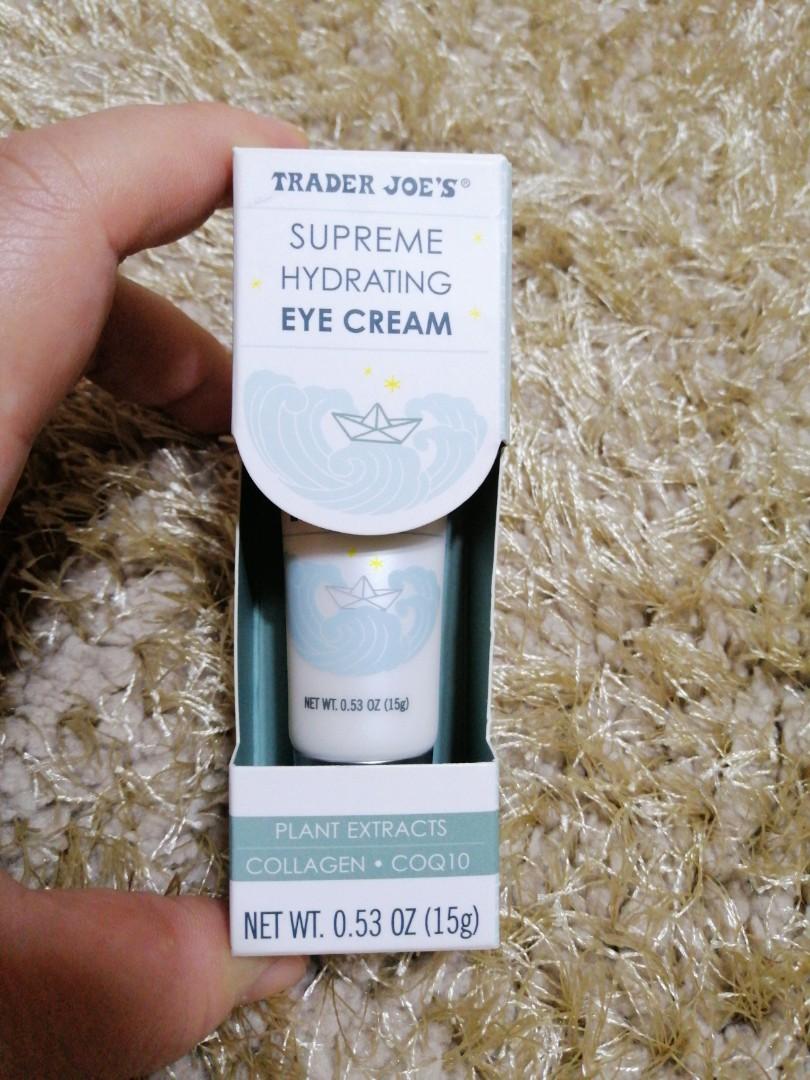 TRADER JOE'S®
SUPREME
HYDRATING
EYE CREAM
NET WT. 0.53 OZ (15g)
PLANT EXTRACTS
COLLAGEN • COQ10
NET WT. 0.53 OZ (15g)